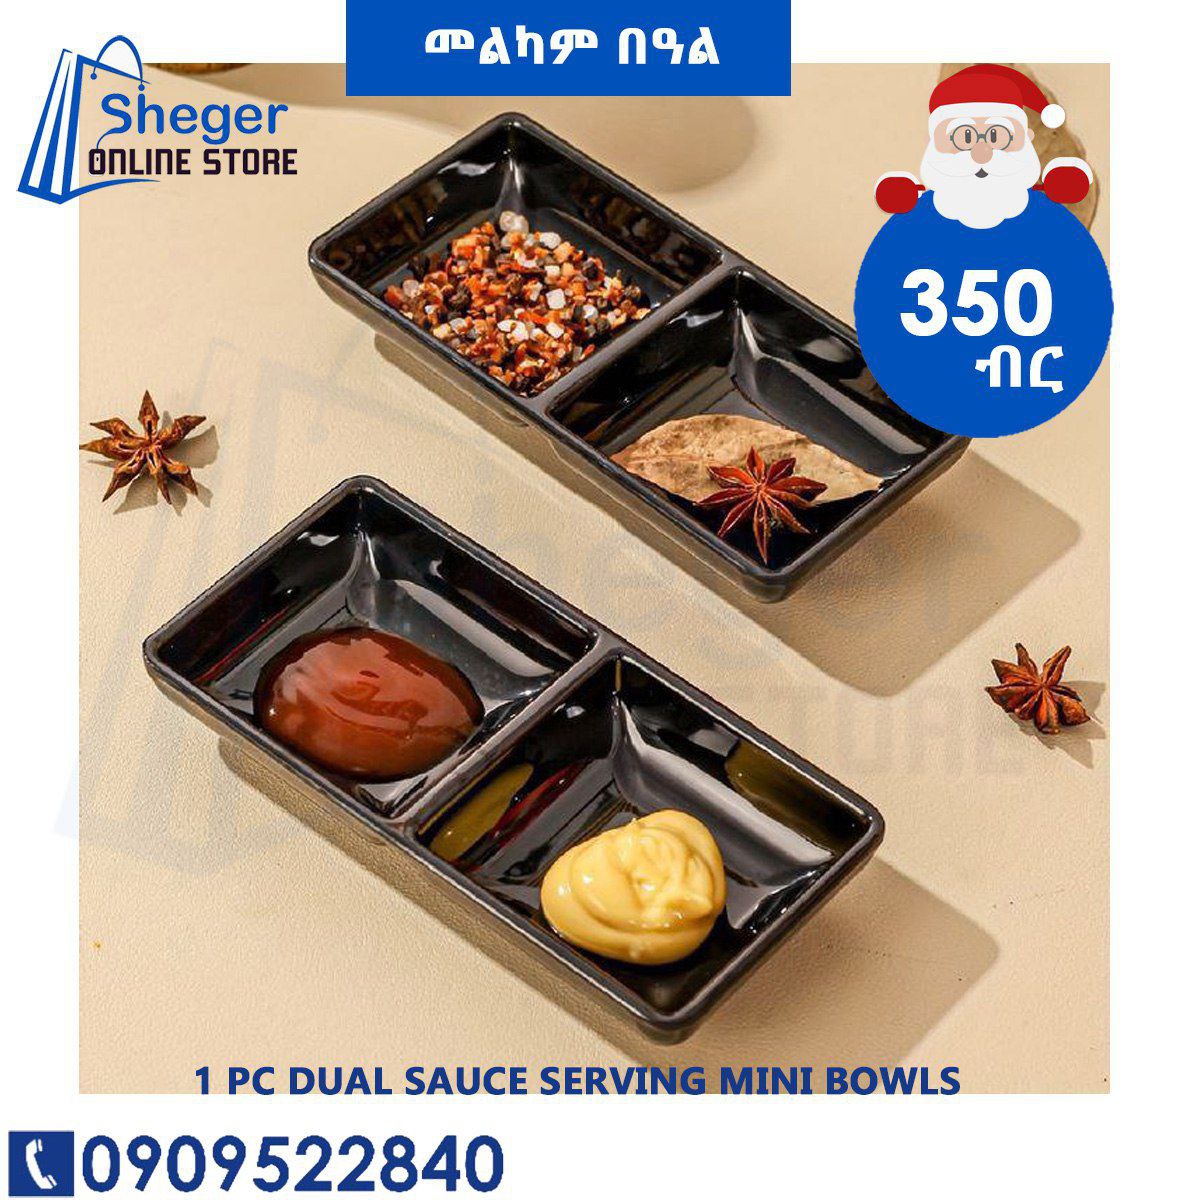 መልካም በዓል
Sheger
ONLINE STORE
350
ብር
1 PC DUAL SAUCE SERVING MINI BOWLS
0909522840